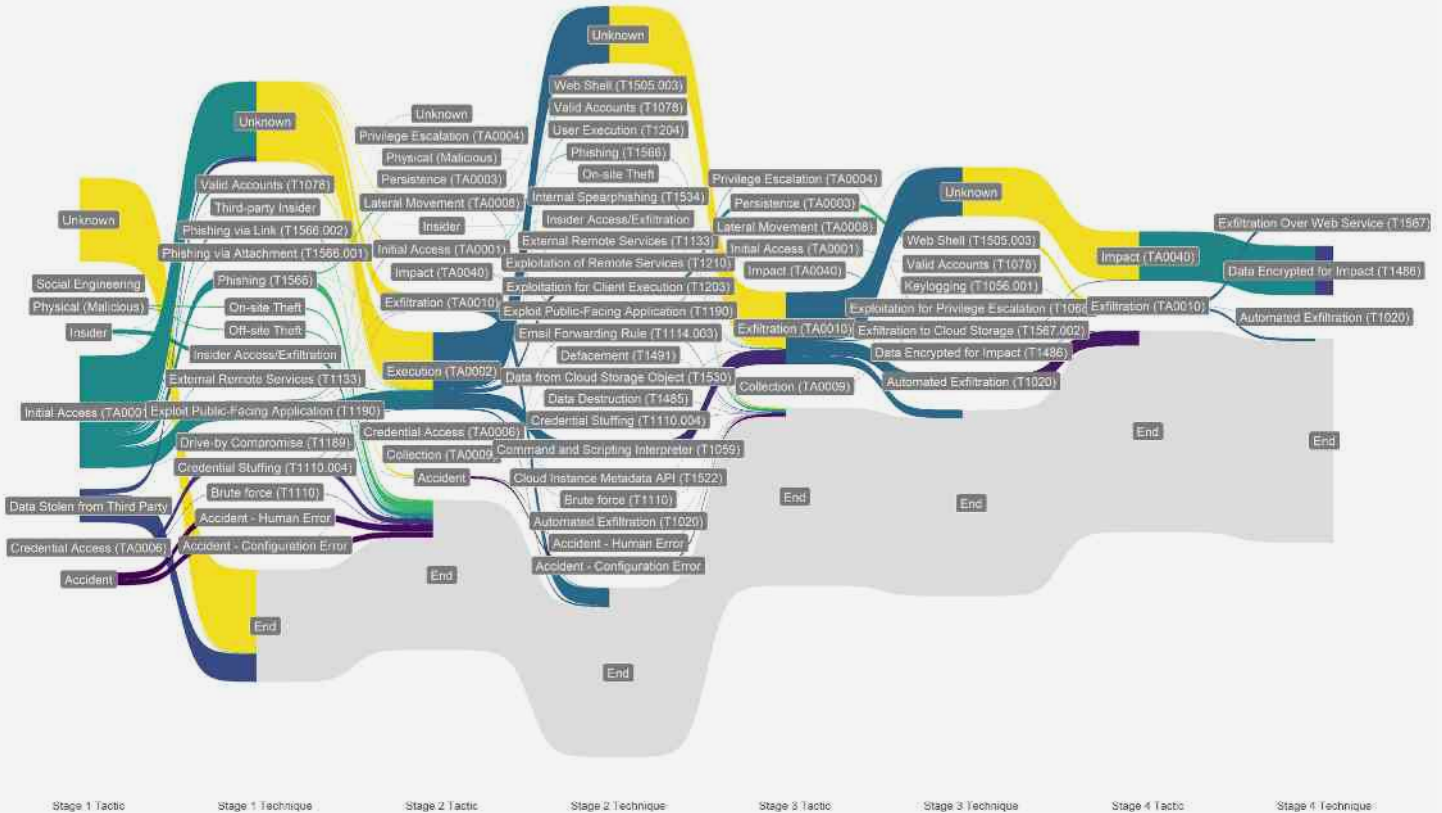 Unknown
Social Engineering
Physical (Malicious)
Insider
Initial Access (TA0001
Data Stolen from Third Party
Credential Access (TA0006)
Accident
Unknown
Valid Accounts (T1078)
Third-party Insider
Phishing via Link (T1566.002)
Phishing via Attachment (T1566.001)
Phishing (T1566)
On-site Theft
Off-site Theft
Insider Access/Exfiltration
External Remote Services (T1133)
Exploit Public-Facing Application (T1190)
Drive-by Compromise (T1189)
Credential Stuffing (T1110.004)
Brute force (T1110)
Accident - Human Error
Accident - Configuration Error
End
Unknown
Privilege Escalation (TA0004)
Physical (Malicious)
Persistence (TA0003)
Lateral Movement (TA0008)
Insider
Initial Access (TA0001)
Impact (TA0040)
Exfiltration (TA0010)
Execution (TA0002)
Credential Access (TA0006)
Collection (TA0009)
Accident
End
Unknown
Web Shell (T1505.003)
Valid Accounts (T1078)
User Execution (T1204)
Phishing (T1566)
On-site Theft
Internal Spearphishing (T1534)
Insider Access/Exfiltration
External Remote Services (T1133)
Exploitation of Remote Services (T1210)
Exploitation for Client Execution (T1203)
Exploit Public-Facing Application (T1190)
Email Forwarding Rule (T1114.003)
Defacement (T1491)
Data from Cloud Storage Object (T1530)
Data Destruction (T1485)
Credential Stuffing (T1110.004)
Command and Scripting Interpreter (T1059)
Cloud Instance Metadata API (T1522)
Brute force (T1110)
Automated Exfiltration (T1020)
Accident - Human Error
Accident - Configuration Error
End
Privilege Escalation (TA0004)
Persistence (TA0003)
Lateral Movement (TA0008)
Initial Access (TA0001)
Impact (TA0040)
Exfiltration (TA0010)
Collection (TA0009)
End
Unknown
Web Shell (T1505.003)
Valid Accounts (T1078)
Keylogging (T1056.001)
Exploitation for Privilege Escalation (T1068
Exfiltration to Cloud Storage (T1567.002)
Data Encrypted for Impact (T1486)
Automated Exfiltration (T1020)
End
Impact (TA0040)
Exfiltration (TA0010)
End
Exfiltration Over Web Service (T1567)
Data Encrypted for Impact (T1486)
Automated Exfiltration (T1020)
End
Stage 1 Tactic
Stage 1 Technique
Stage 2 Tactic
Stage 2 Technique
Stage 3 Tactic
Stage 3 Technique
Stage 4 Tactic
Stage 4 Technique